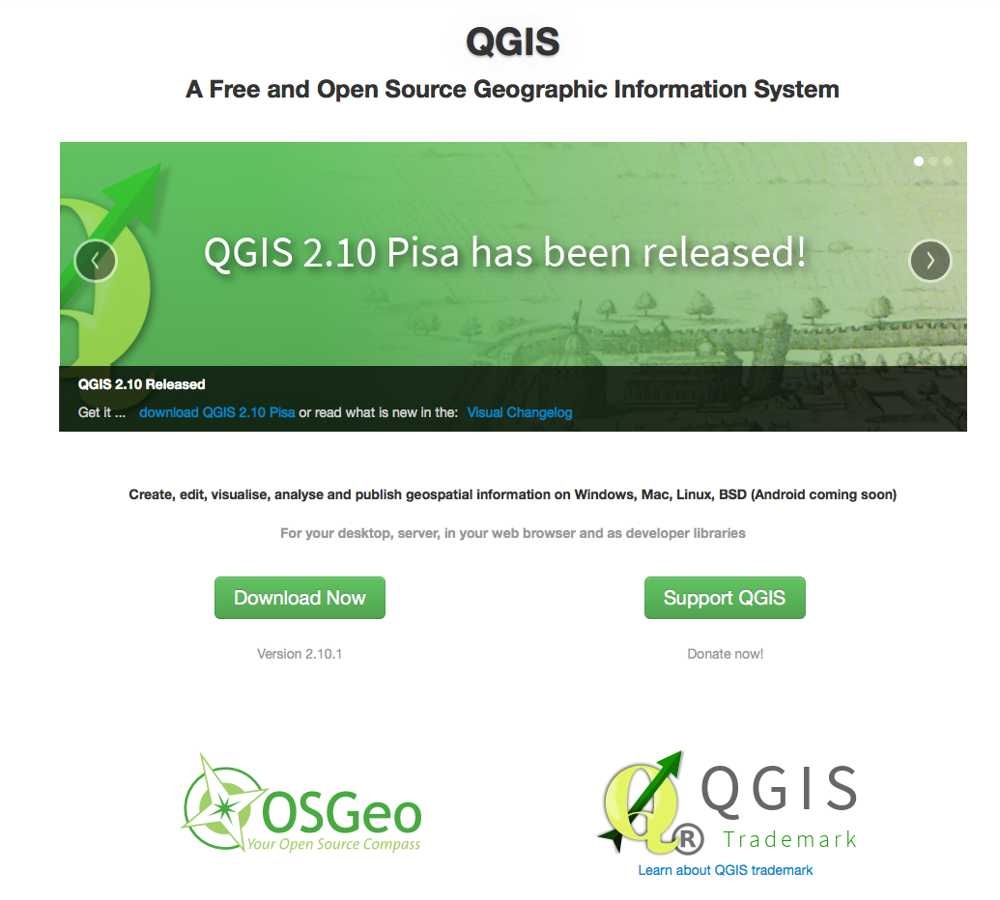 QGIS
A Free and Open Source Geographic Information System
QGIS 2.10 Pisa has been released!
QGIS 2.10 Released
Get it ... download QGIS 2.10 Pisa or read what is new in the: Visual Changelog
Create, edit, visualise, analyse and publish geospatial information on Windows, Mac, Linux, BSD (Android coming soon)
For your desktop, server, in your web browser and as developer libraries
Download Now
Support QGIS
Version 2.10.1
Donate now!
OSGeo
Your Open Source Compass
Q® QGIS
Trademark
Learn about QGIS trademark